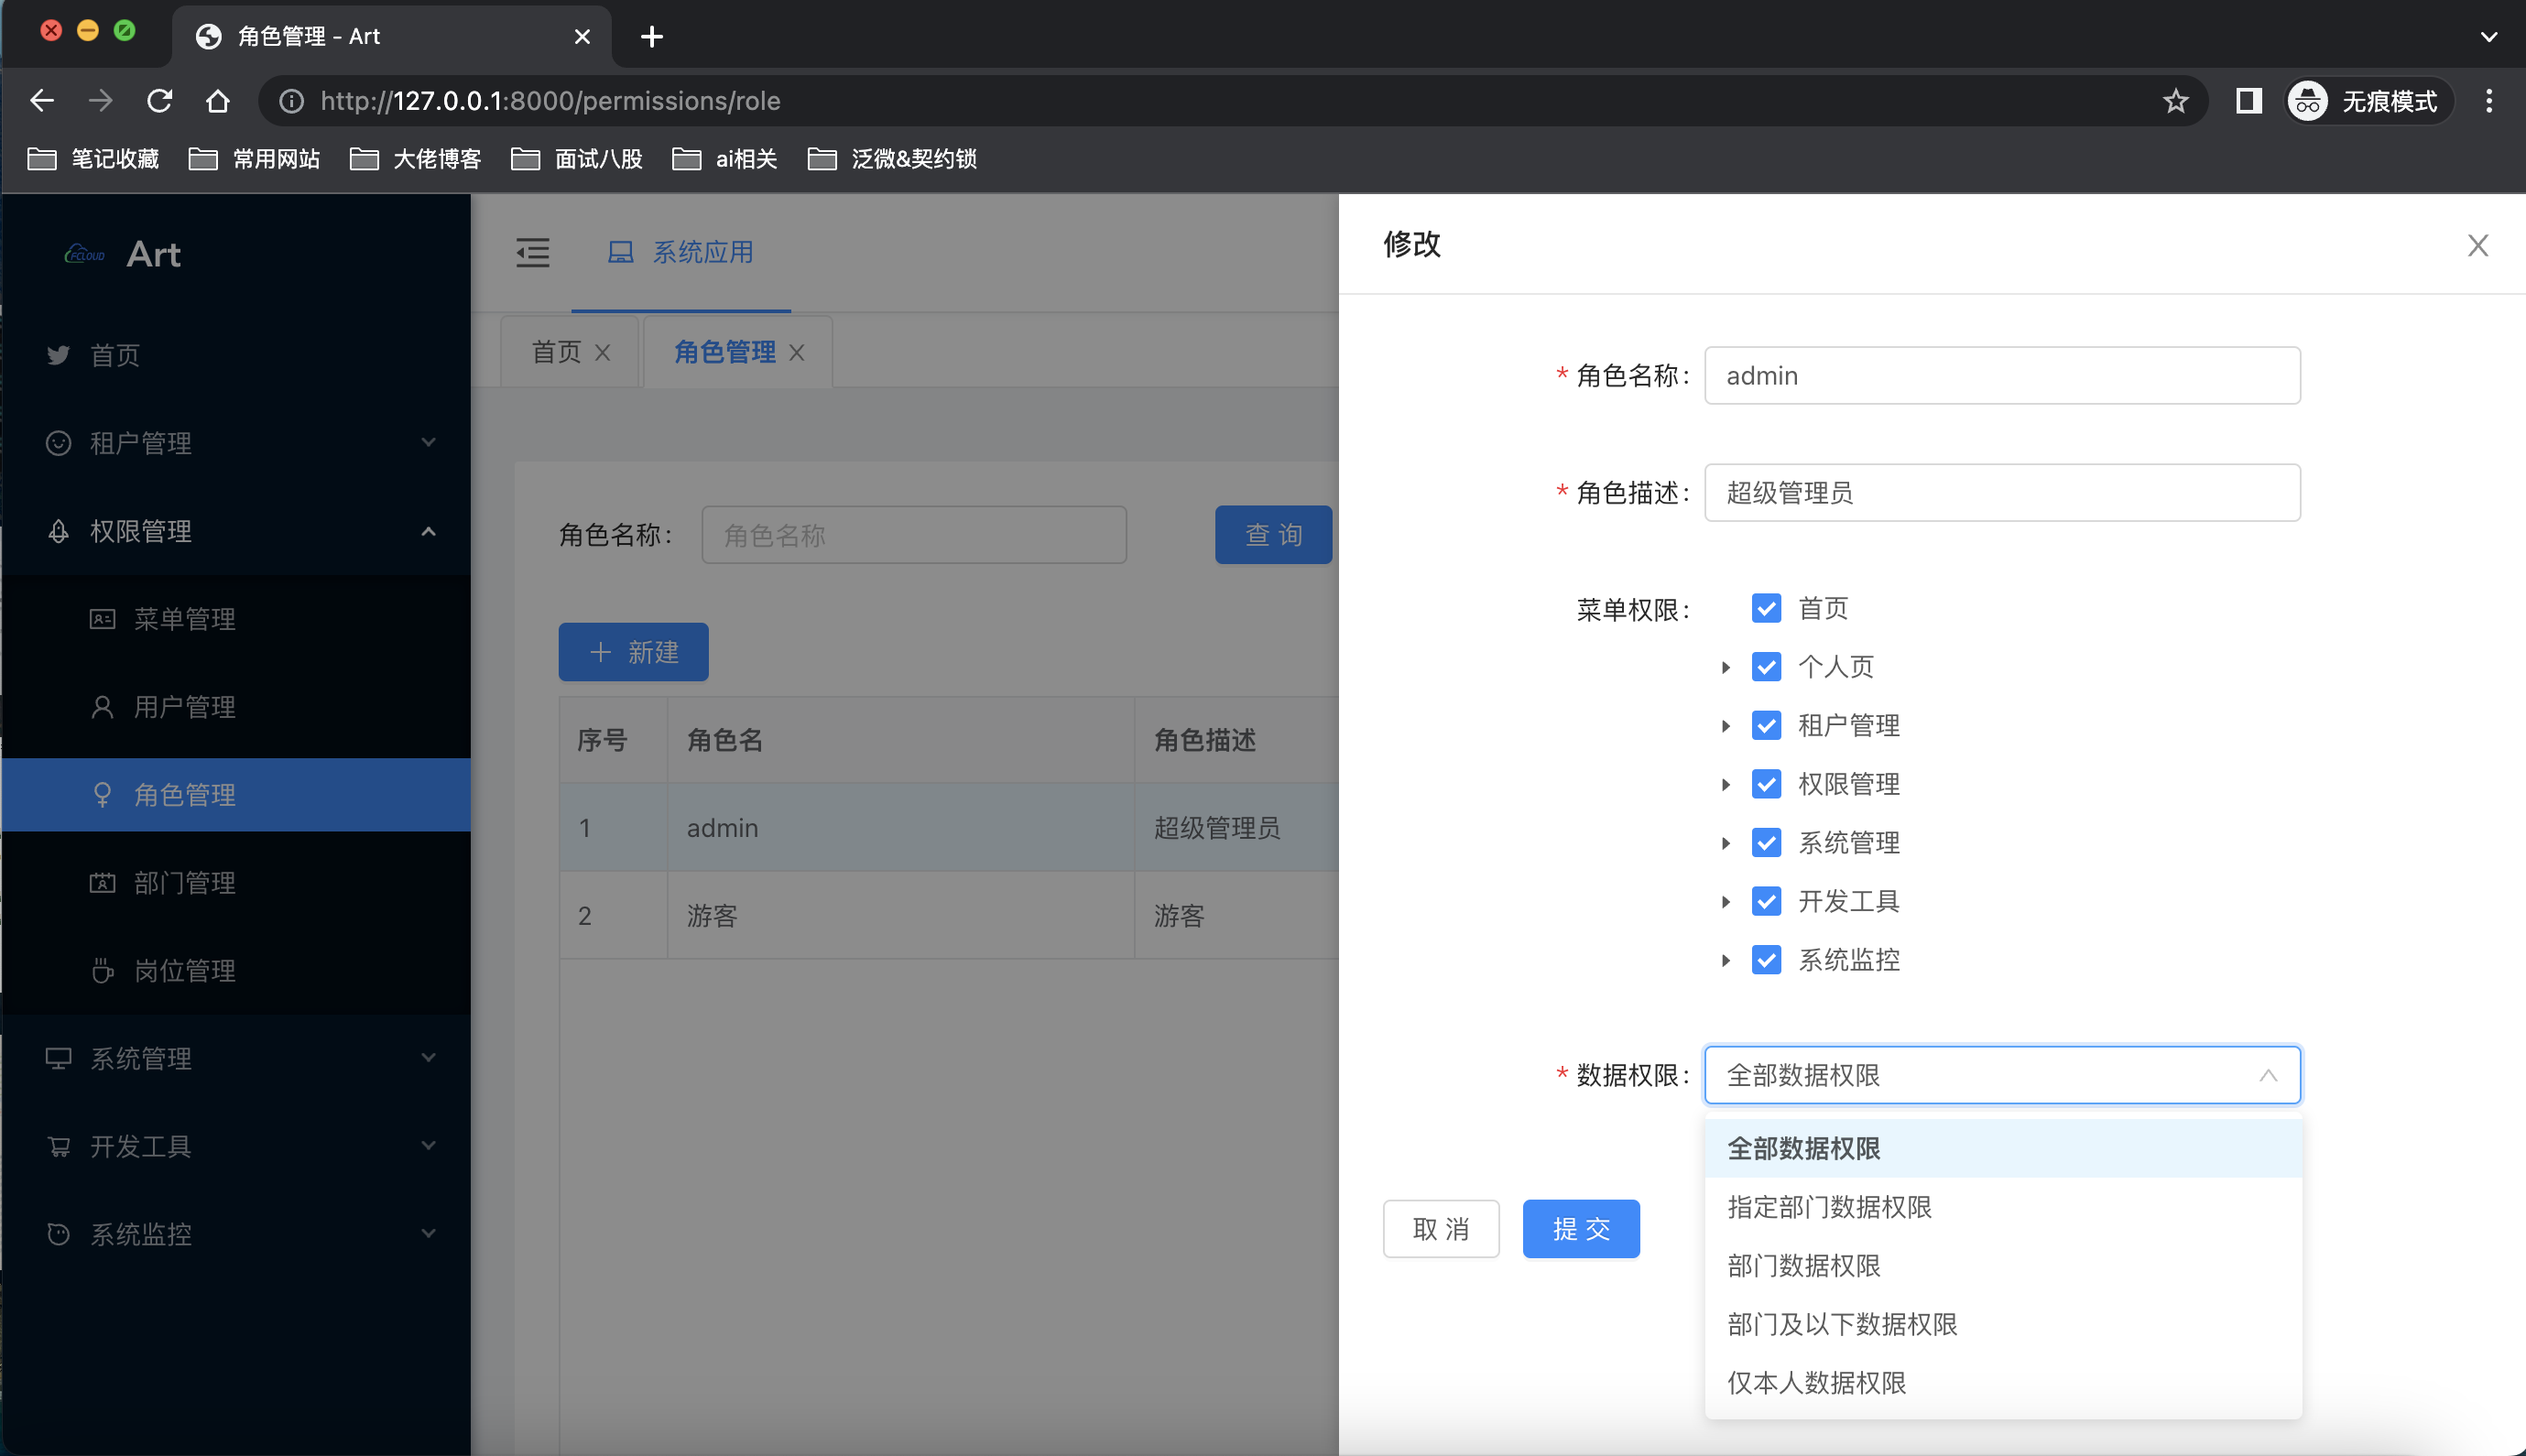 角色管理 - Art
http://127.0.0.1:8000/permissions/role
无痕模式
笔记收藏 常用网站 大佬博客 面试八股 ai相关 泛微&契约锁
FCLOUD Art
首页
租户管理
权限管理
菜单管理
用户管理
角色管理
部门管理
岗位管理
系统管理
开发工具
系统监控
系统应用
首页 角色管理
角色名称: 角色名称 查 询
新建
序号 角色名 角色描述
1 admin 超级管理员
2 游客 游客
修改
* 角色名称: admin
* 角色描述: 超级管理员
菜单权限: 首页
个人页
租户管理
权限管理
系统管理
开发工具
系统监控
* 数据权限: 全部数据权限
全部数据权限
指定部门数据权限
部门数据权限
部门及以下数据权限
仅本人数据权限
取 消 提 交